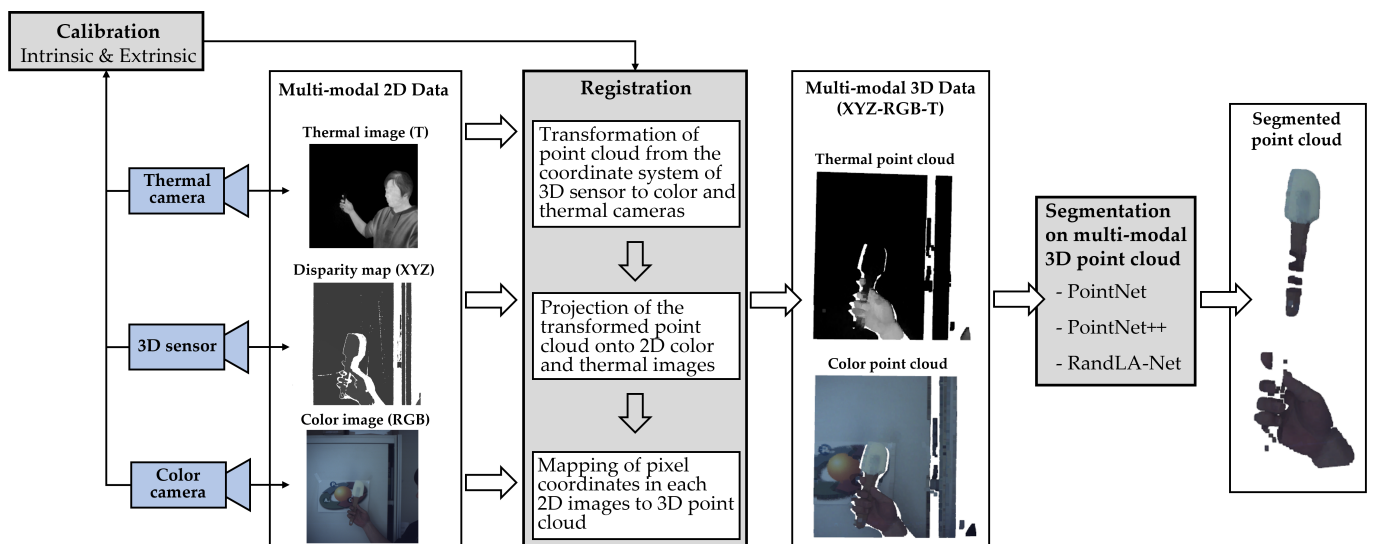 Calibration
Intrinsic & Extrinsic
Thermal
camera
3D sensor
Color
camera
Multi-modal 2D Data
Thermal image (T)
Disparity map (XYZ)
Color image (RGB)
Registration
Transformation of
point cloud from the
coordinate system of
3D sensor to color and
thermal cameras
Projection of the
transformed point
cloud onto 2D color
and thermal images
Mapping of pixel
coordinates in each
2D images to 3D point
cloud
Multi-modal 3D Data
(XYZ-RGB-T)
Thermal point cloud
Color point cloud
Segmentation
on multi-modal
3D point cloud
- PointNet
- PointNet++
- RandLA-Net
Segmented
point cloud